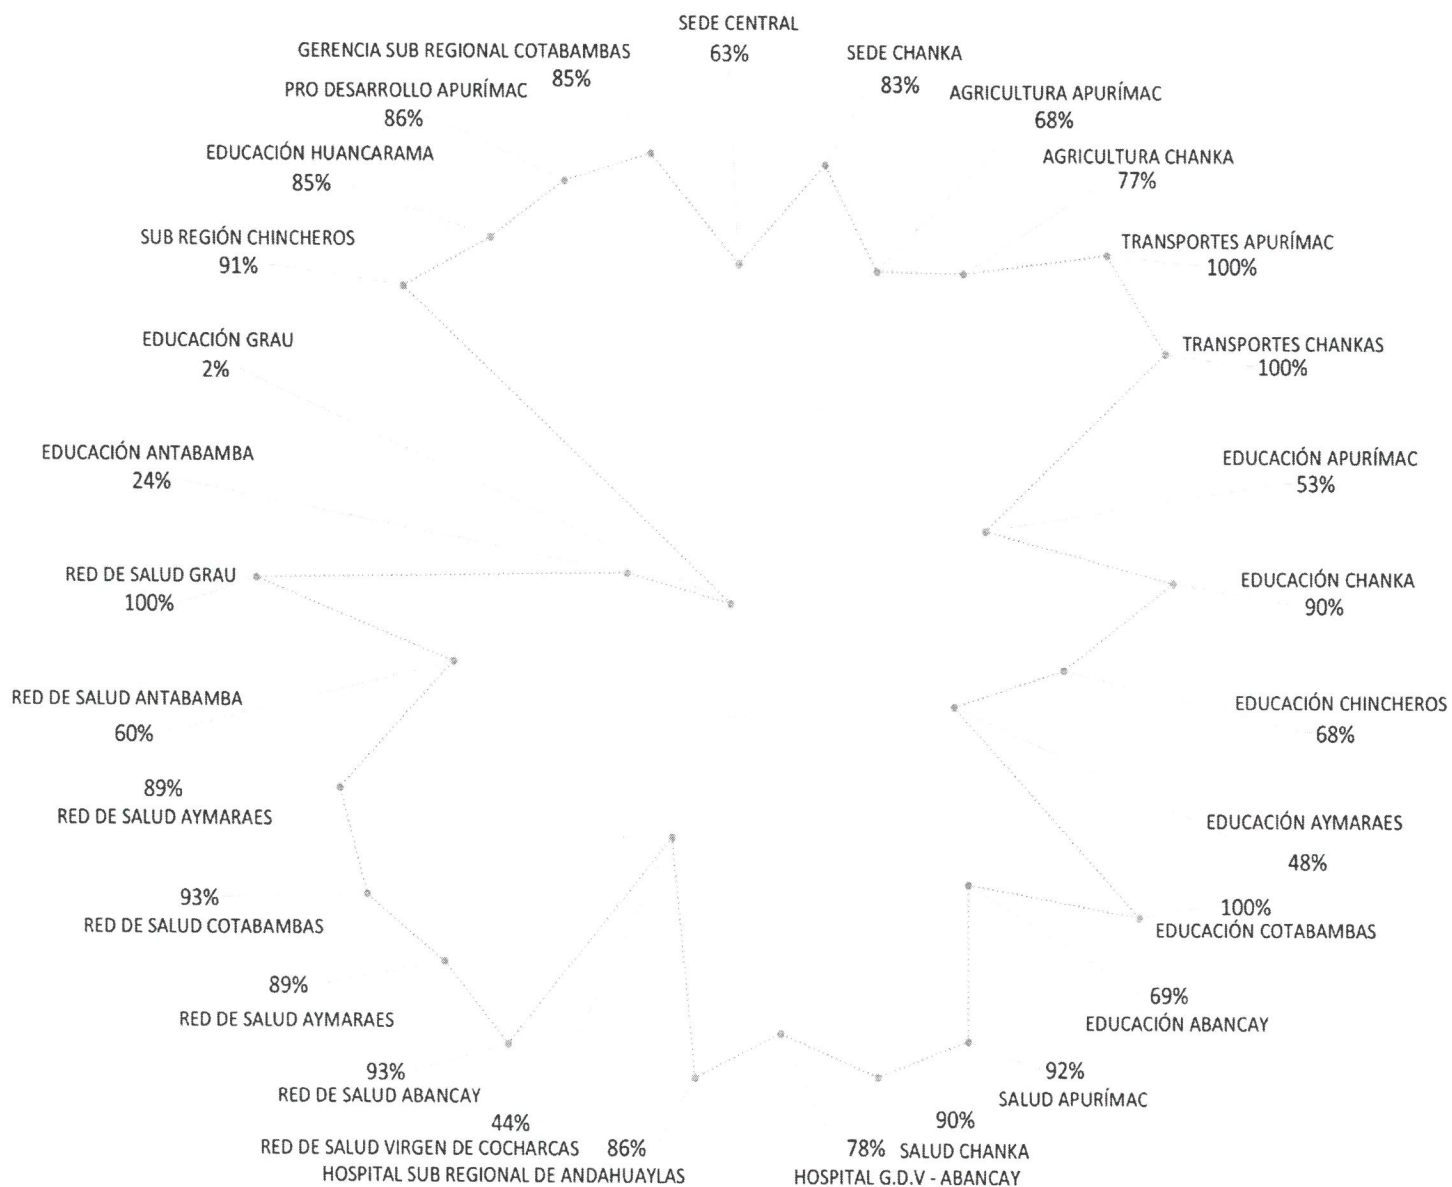 SEDE CENTRAL
63%
SEDE CHANKA
83%
AGRICULTURA APURÍMAC
68%
AGRICULTURA CHANKA
77%
TRANSPORTES APURÍMAC
100%
TRANSPORTES CHANKAS
100%
EDUCACIÓN APURÍMAC
53%
EDUCACIÓN CHANKA
90%
EDUCACIÓN CHINCHEROS
68%
EDUCACIÓN AYMARAES
48%
100%
EDUCACIÓN COTABAMBAS
69%
EDUCACIÓN ABANCAY
92%
SALUD APURÍMAC
90%
SALUD CHANKA
78%
HOSPITAL G.D.V - ABANCAY
86%
HOSPITAL SUB REGIONAL DE ANDAHUAYLAS
44%
RED DE SALUD VIRGEN DE COCHARCAS
93%
RED DE SALUD ABANCAY
89%
RED DE SALUD AYMARAES
93%
RED DE SALUD COTABAMBAS
89%
RED DE SALUD AYMARAES
RED DE SALUD ANTABAMBA
60%
RED DE SALUD GRAU
100%
EDUCACIÓN ANTABAMBA
24%
EDUCACIÓN GRAU
2%
SUB REGIÓN CHINCHEROS
91%
EDUCACIÓN HUANCARAMA
85%
PRO DESARROLLO APURÍMAC
86%
GERENCIA SUB REGIONAL COTABAMBAS
85%